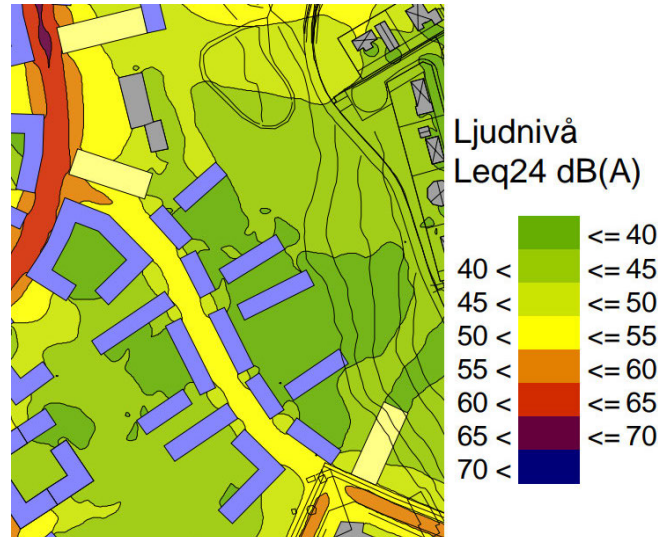 Ljudnivå
Leq24 dB(A)
<= 40
40 < <= 45
45 < <= 50
50 < <= 55
55 < <= 60
60 < <= 65
65 < <= 70
70 <